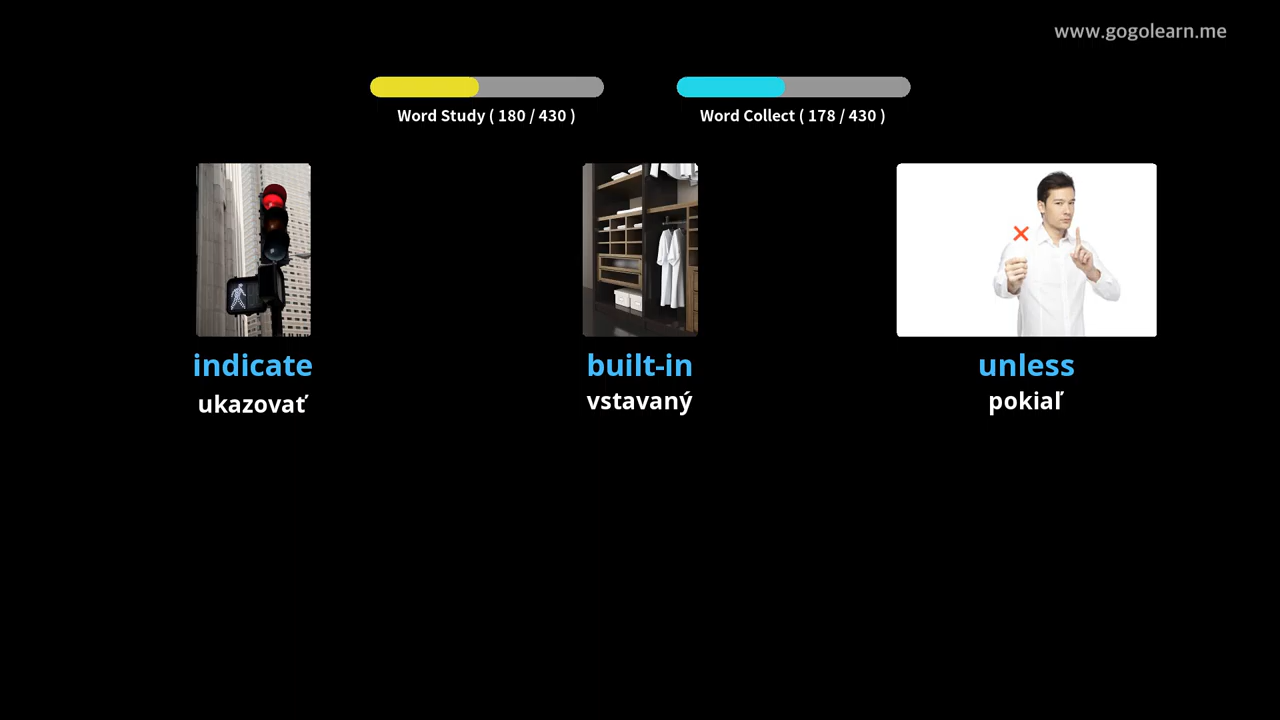 www.gogolearn.me
Word Study ( 180 / 430 )
Word Collect ( 178 / 430 )
indicate
ukazovať
built-in
vstavaný
unless
pokiaľ